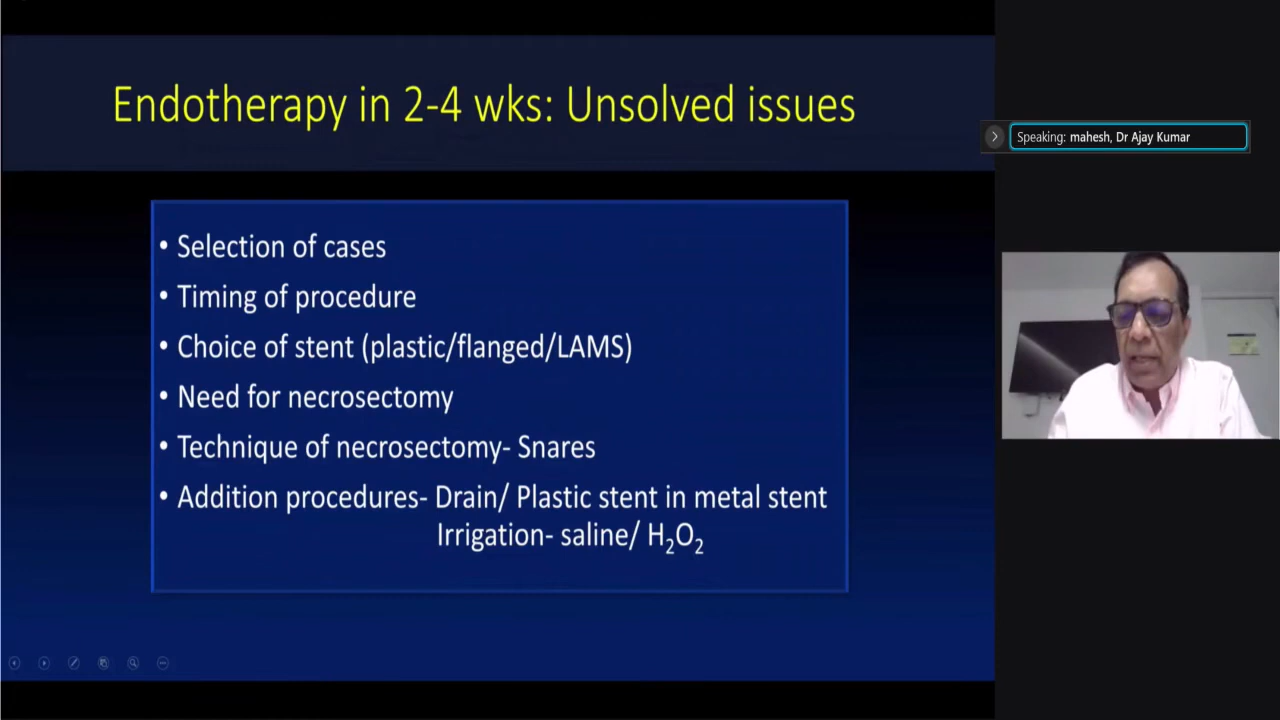 Endotherapy in 2-4 wks: Unsolved issues
• Selection of cases
• Timing of procedure
• Choice of stent (plastic/flanged/LAMS)
• Need for necrosectomy
• Technique of necrosectomy- Snares
• Addition procedures- Drain/ Plastic stent in metal stent
Irrigation- saline/ H₂O₂
Speaking: mahesh, Dr Ajay Kumar